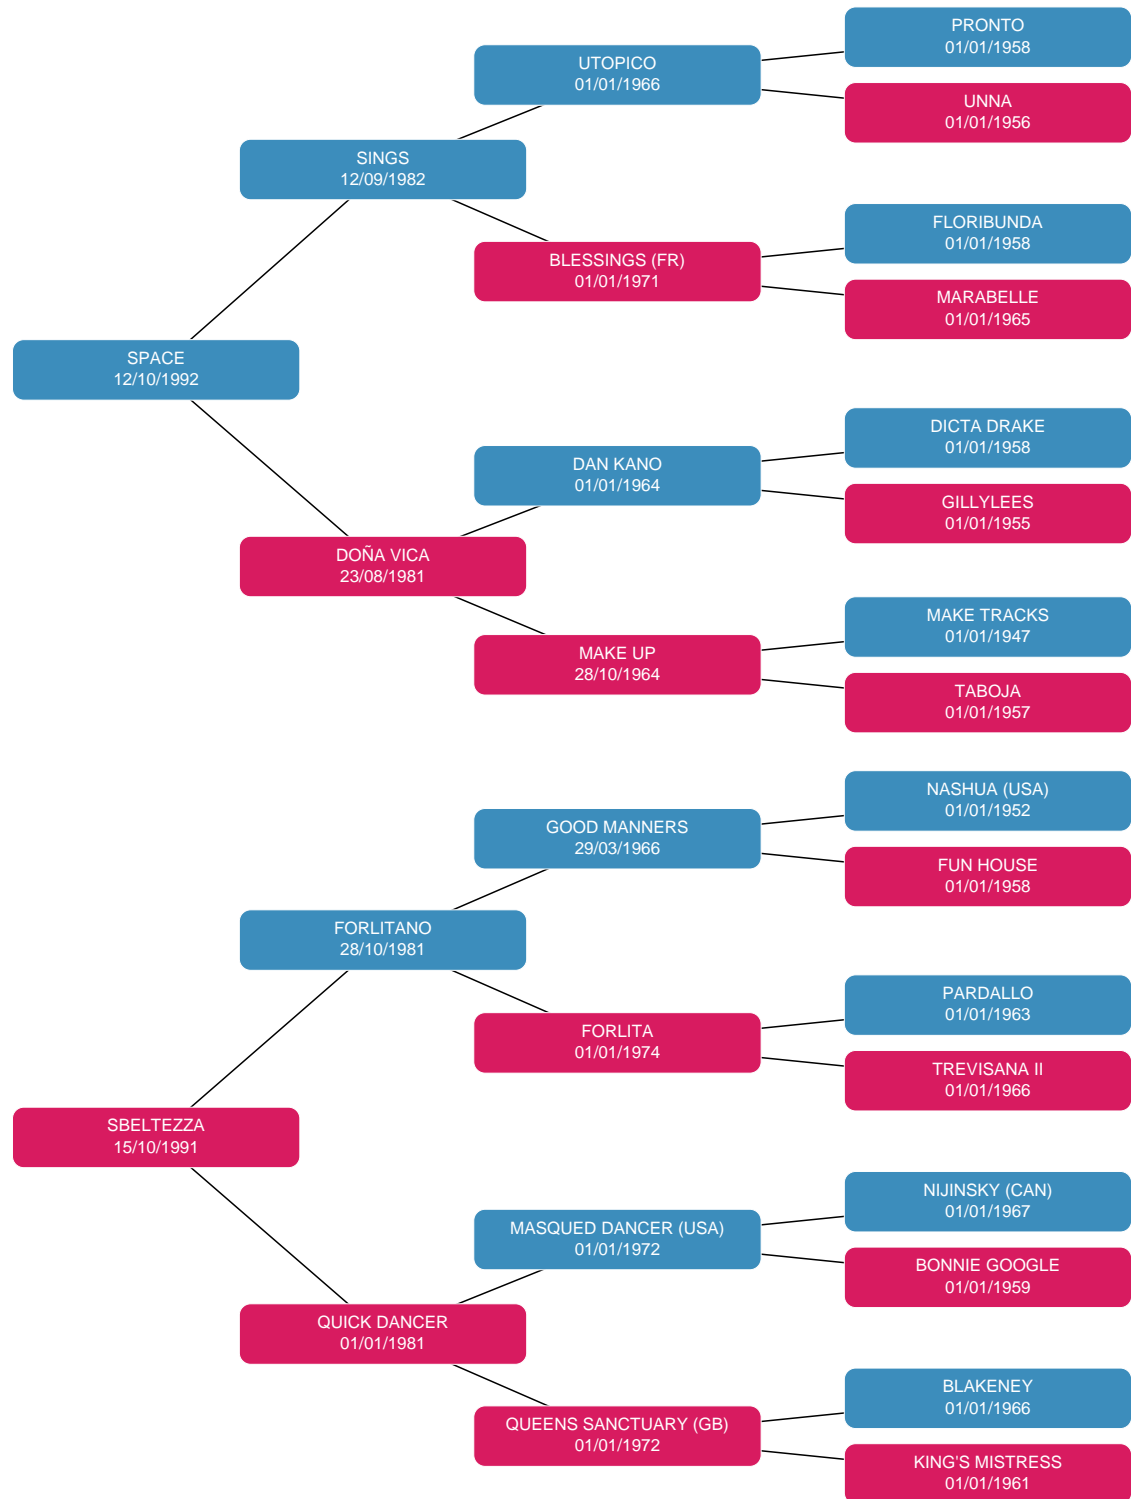 PRONTO
01/01/1958
UTOPICO
01/01/1966
UNNA
01/01/1956
SINGS
12/09/1982
FLORIBUNDA
01/01/1958
BLESSINGS (FR)
01/01/1971
MARABELLE
01/01/1965
SPACE
12/10/1992
DICTA DRAKE
01/01/1958
DAN KANO
01/01/1964
GILLYLEES
01/01/1955
DOÑA VICA
23/08/1981
MAKE TRACKS
01/01/1947
MAKE UP
28/10/1964
TABOJA
01/01/1957
NASHUA (USA)
01/01/1952
GOOD MANNERS
29/03/1966
FUN HOUSE
01/01/1958
FORLITANO
28/10/1981
PARDALLO
01/01/1963
FORLITA
01/01/1974
TREVISANA II
01/01/1966
SBELTEZZA
15/10/1991
NIJINSKY (CAN)
01/01/1967
MASQUED DANCER (USA)
01/01/1972
BONNIE GOOGLE
01/01/1959
QUICK DANCER
01/01/1981
BLAKENEY
01/01/1966
QUEENS SANCTUARY (GB)
01/01/1972
KING'S MISTRESS
01/01/1961